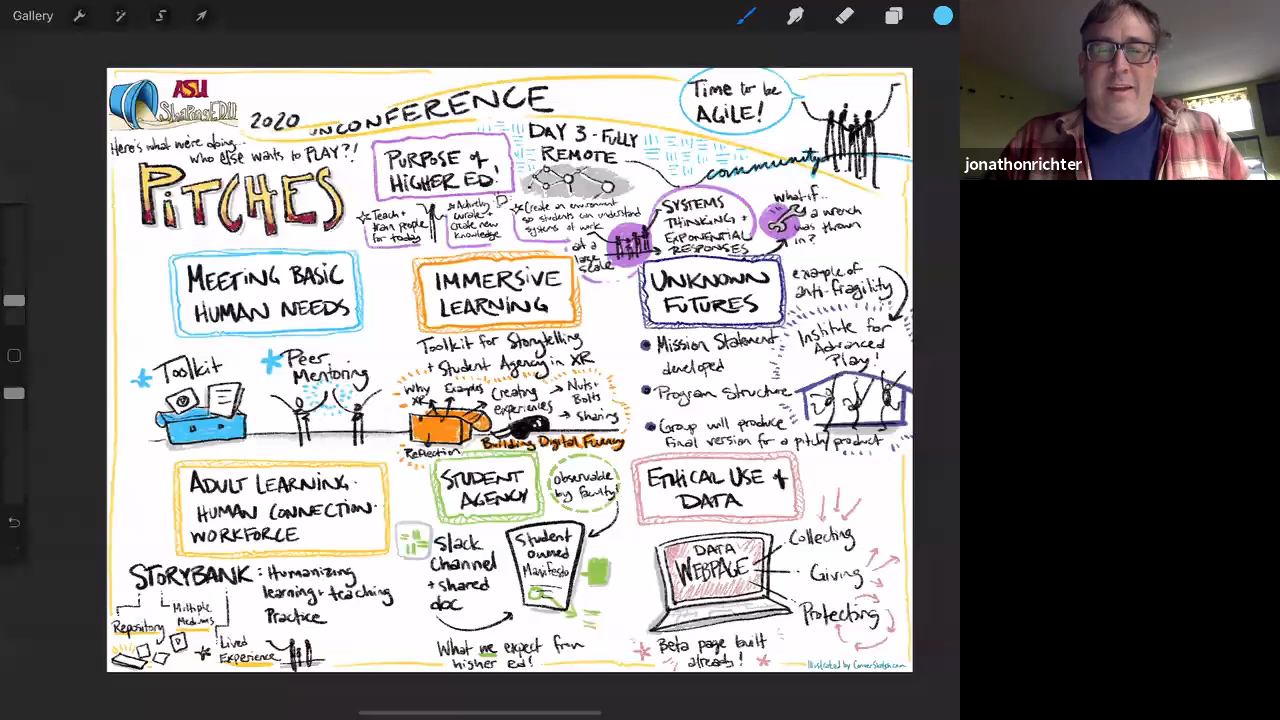 Gallery
jonathonrichter
ASU
ShapingEDU
2020 UNCONFERENCE
Time to be
AGILE!
Here's what we're doing...
who else wants to PLAY?!
PITCHES
DAY 3 - FULLY
REMOTE
community
PURPOSE of
HIGHER ED!
Teach +
train people
for today
Actively
curate +
create new
knowledge
Create an environment
so students can understand
systems of work
at a
large
scale
SYSTEMS
THINKING +
EXPONENTIAL
RESPONSES
what if...
a wrench
was thrown
in?
MEETING BASIC
HUMAN NEEDS
Toolkit
Peer
Mentoring
IMMERSIVE
LEARNING
Toolkit for Storytelling
+ Student Agency in XR
Why
XR
Examples
Creating
experiences
Nuts +
Bolts
Sharing
Reflection
Building Digital Fluency
UNKNOWN
FUTURES
Mission Statement
developed
Program Structure
Group will produce
Final version for a pitch product
example of
anti-fragility
Institute for
Advanced
Play!
ADULT LEARNING.
HUMAN CONNECTION.
WORKFORCE
STORYBANK: Humanizing
learning + teaching
Practice
Repository
Multiple
Mediums
Lived
Experience
STUDENT
AGENCY
observable
by faculty!
Slack
Channel
+ shared
doc
Student
owned
Manifesto
What we expect from
higher ed!
ETHICAL USE of
DATA
DATA
WEBPAGE
Collecting
Giving
Protecting
Beta page built
already!
Illustrated by ConverSketch.com